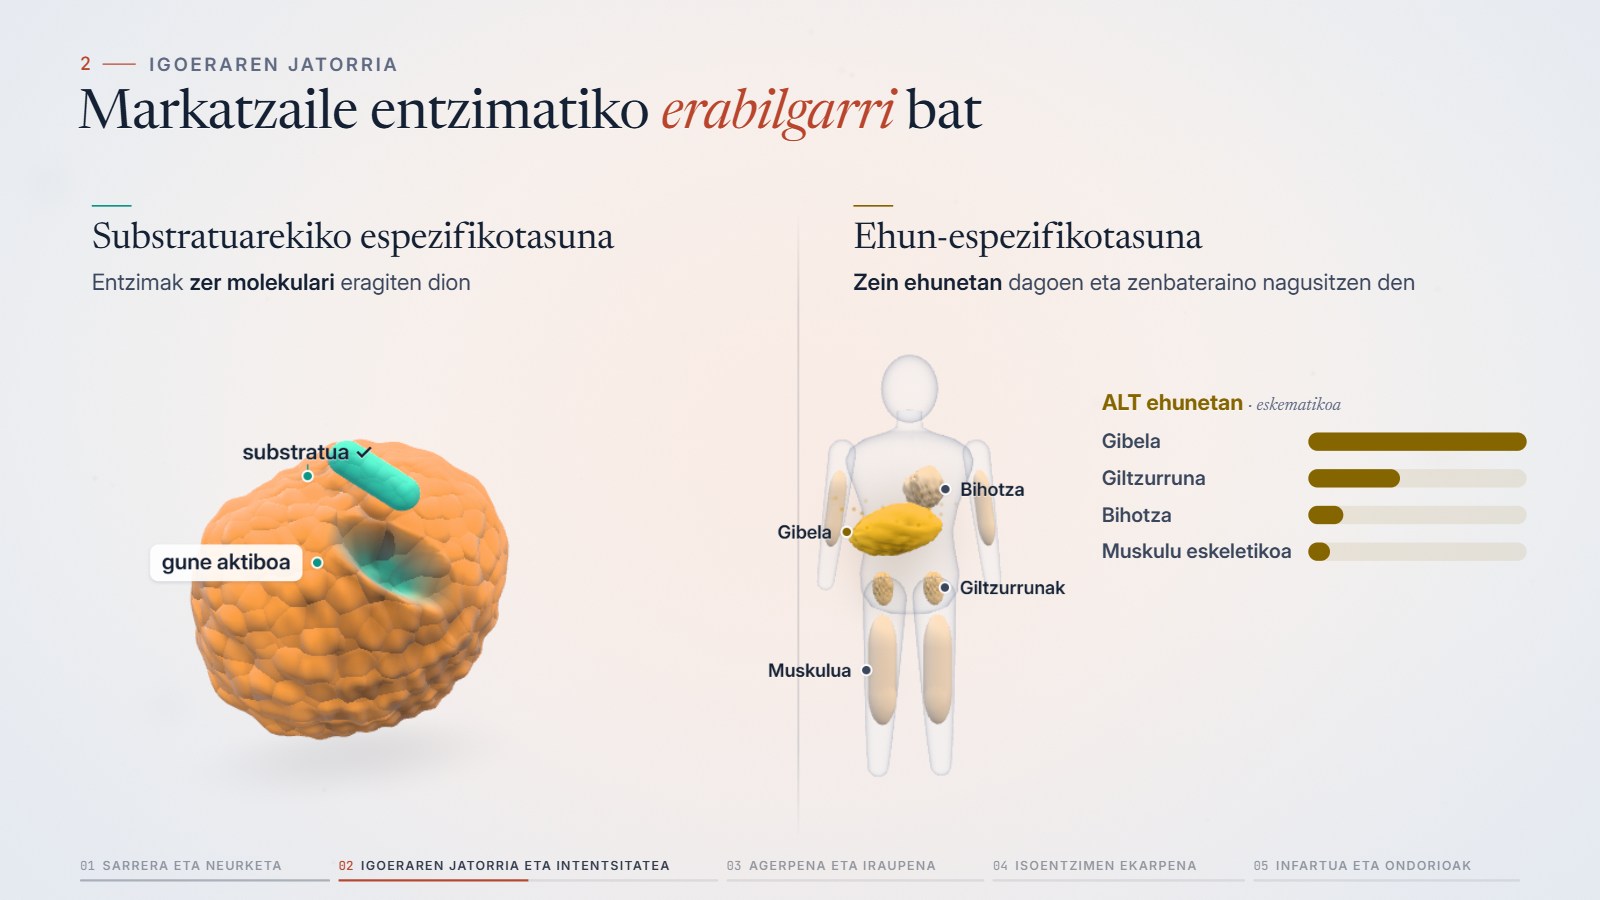 2 — IGOERAREN JATORRIA
Markatzaile entzimatiko erabilgarri bat
Substratuarekiko espezifikotasuna
Entzimak zer molekulari eragiten dion
substratua ✓
gune aktiboa
Ehun-espezifikotasuna
Zein ehunetan dagoen eta zenbateraino nagusitzen den
Bihotza
Gibela
Giltzurrunak
Muskulua
ALT ehunetan · eskematikoa
Gibela
Giltzurruna
Bihotza
Muskulu eskeletikoa
01 SARRERA ETA NEURKETA
02 IGOERAREN JATORRIA ETA INTENTSITATEA
03 AGERPENA ETA IRAUPENA
04 ISOENTZIMEN EKARPENA
05 INFARTUA ETA ONDORIOAK